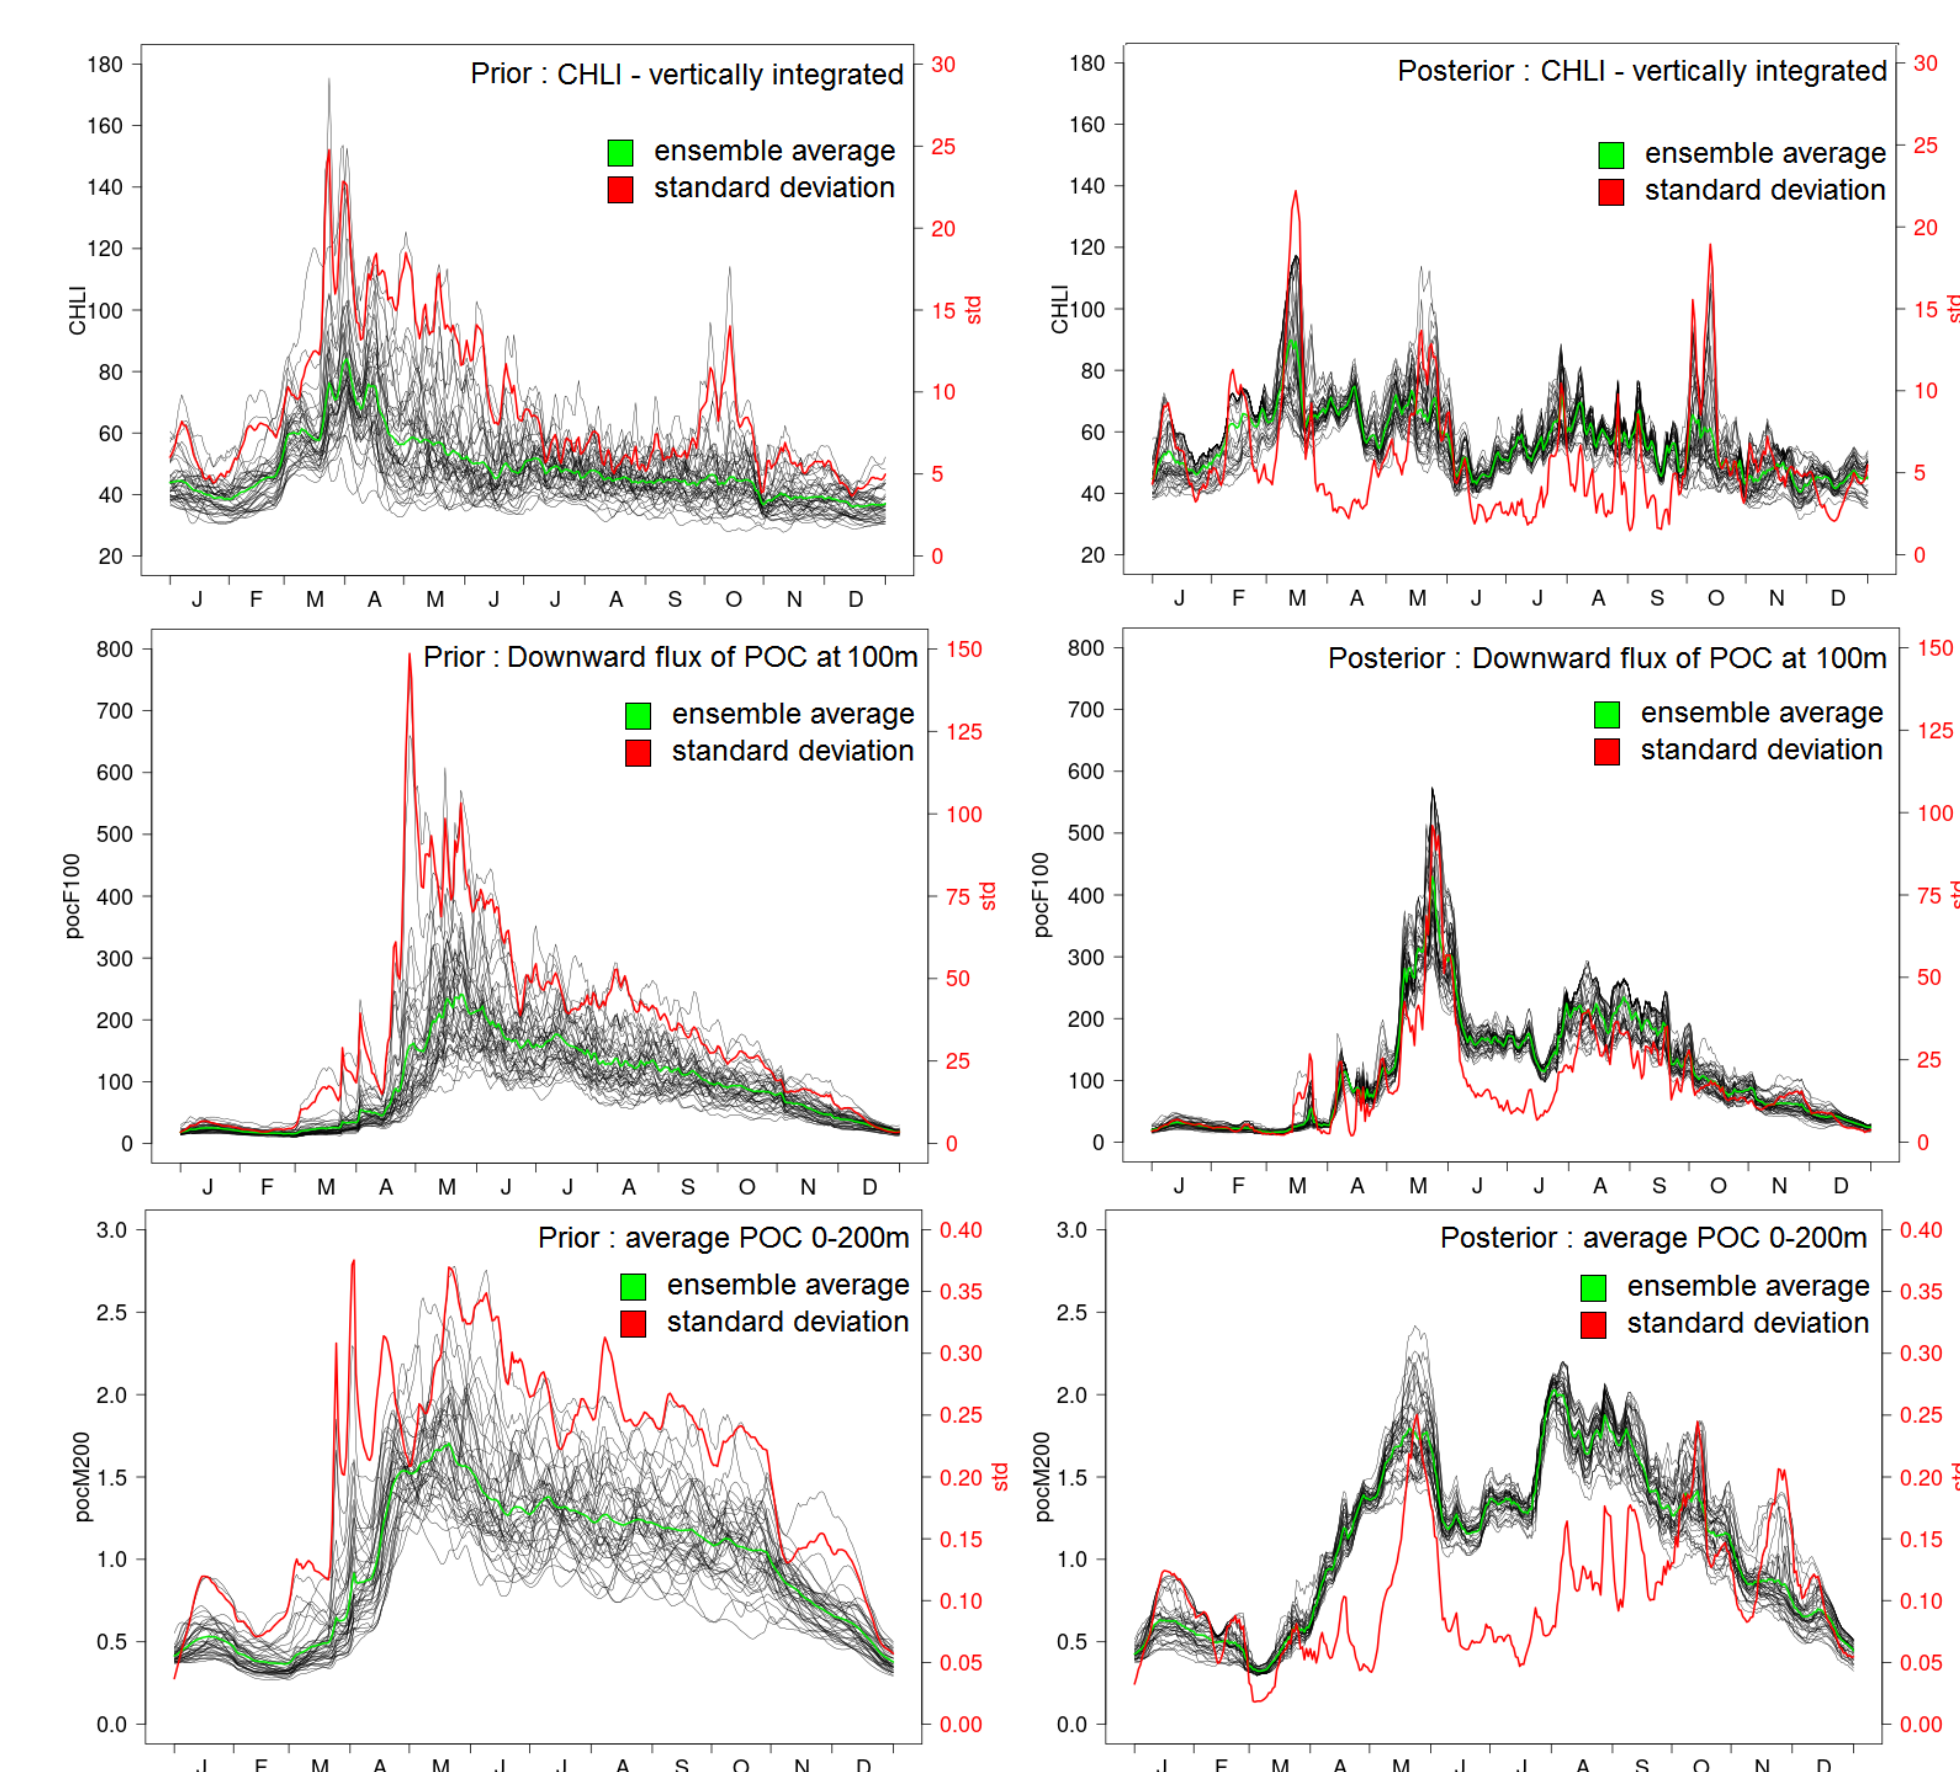 Prior : CHLI - vertically integrated
ensemble average
standard deviation
180
160
140
120
100
80
60
40
20
CHLI
30
25
20
15
10
5
0
std
J F M A M J J A S O N D
Posterior : CHLI - vertically integrated
ensemble average
standard deviation
180
160
140
120
100
80
60
40
20
CHLI
30
25
20
15
10
5
0
std
J F M A M J J A S O N D
Prior : Downward flux of POC at 100m
ensemble average
standard deviation
800
700
600
500
400
300
200
100
0
pocF100
150
125
100
75
50
25
0
std
J F M A M J J A S O N D
Posterior : Downward flux of POC at 100m
ensemble average
standard deviation
800
700
600
500
400
300
200
100
0
pocF100
150
125
100
75
50
25
0
std
J F M A M J J A S O N D
Prior : average POC 0-200m
ensemble average
standard deviation
3.0
2.5
2.0
1.5
1.0
0.5
0.0
pocM200
0.40
0.35
0.30
0.25
0.20
0.15
0.10
0.05
0.00
std
J F M A M J J A S O N D
Posterior : average POC 0-200m
ensemble average
standard deviation
3.0
2.5
2.0
1.5
1.0
0.5
0.0
pocM200
0.40
0.35
0.30
0.25
0.20
0.15
0.10
0.05
0.00
std
J F M A M J J A S O N D